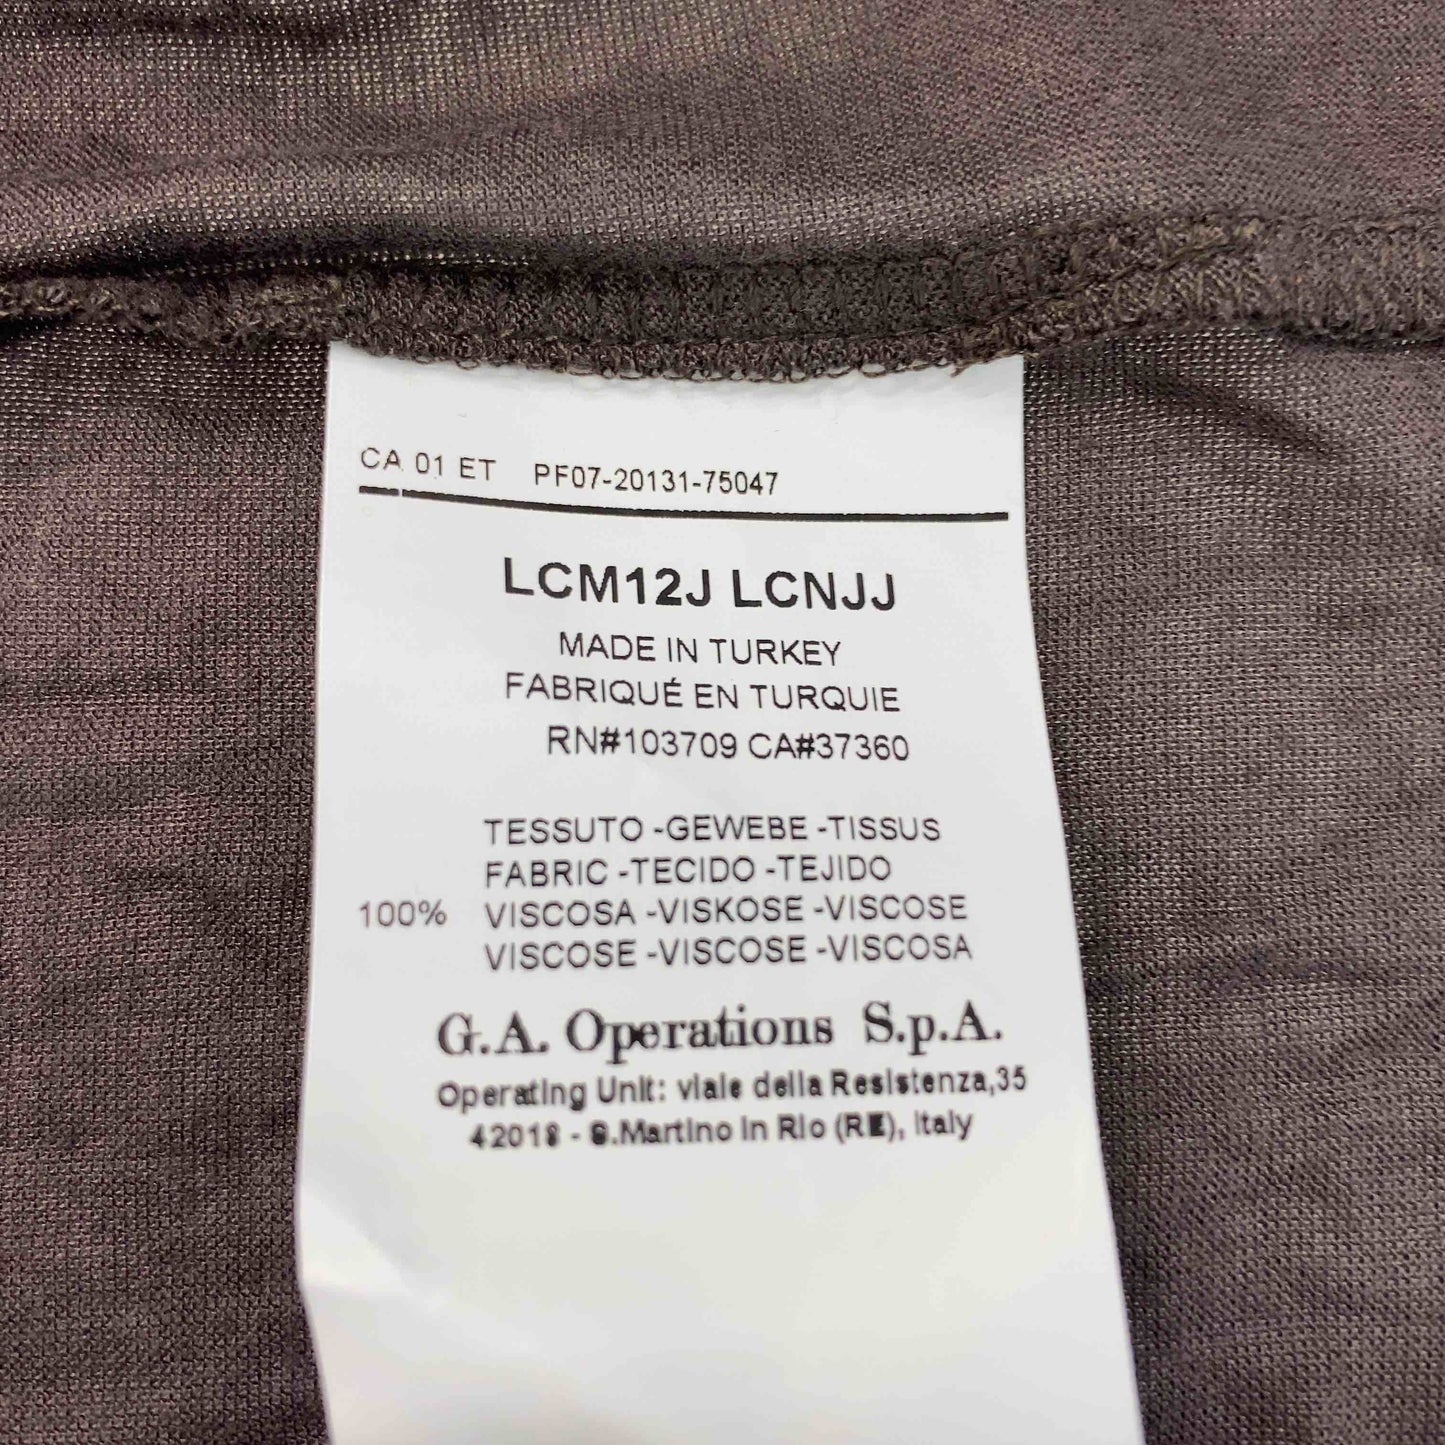 CA 01 ET PF07-20131-75047
LCM12J LCNJJ
MADE IN TURKEY
FABRIQUÉ EN TURQUIE
RN#103709 CA#37360
TESSUTO -GEWEBE -TISSUS
FABRIC -TECIDO -TEJIDO
100% VISCOSA -VISKOSE -VISCOSE
VISCOSE -VISCOSE -VISCOSA
G.A. Operations S.p.A.
Operating Unit: viale della Resistenza,35
42018 - S.Martino in Rio (RE), Italy